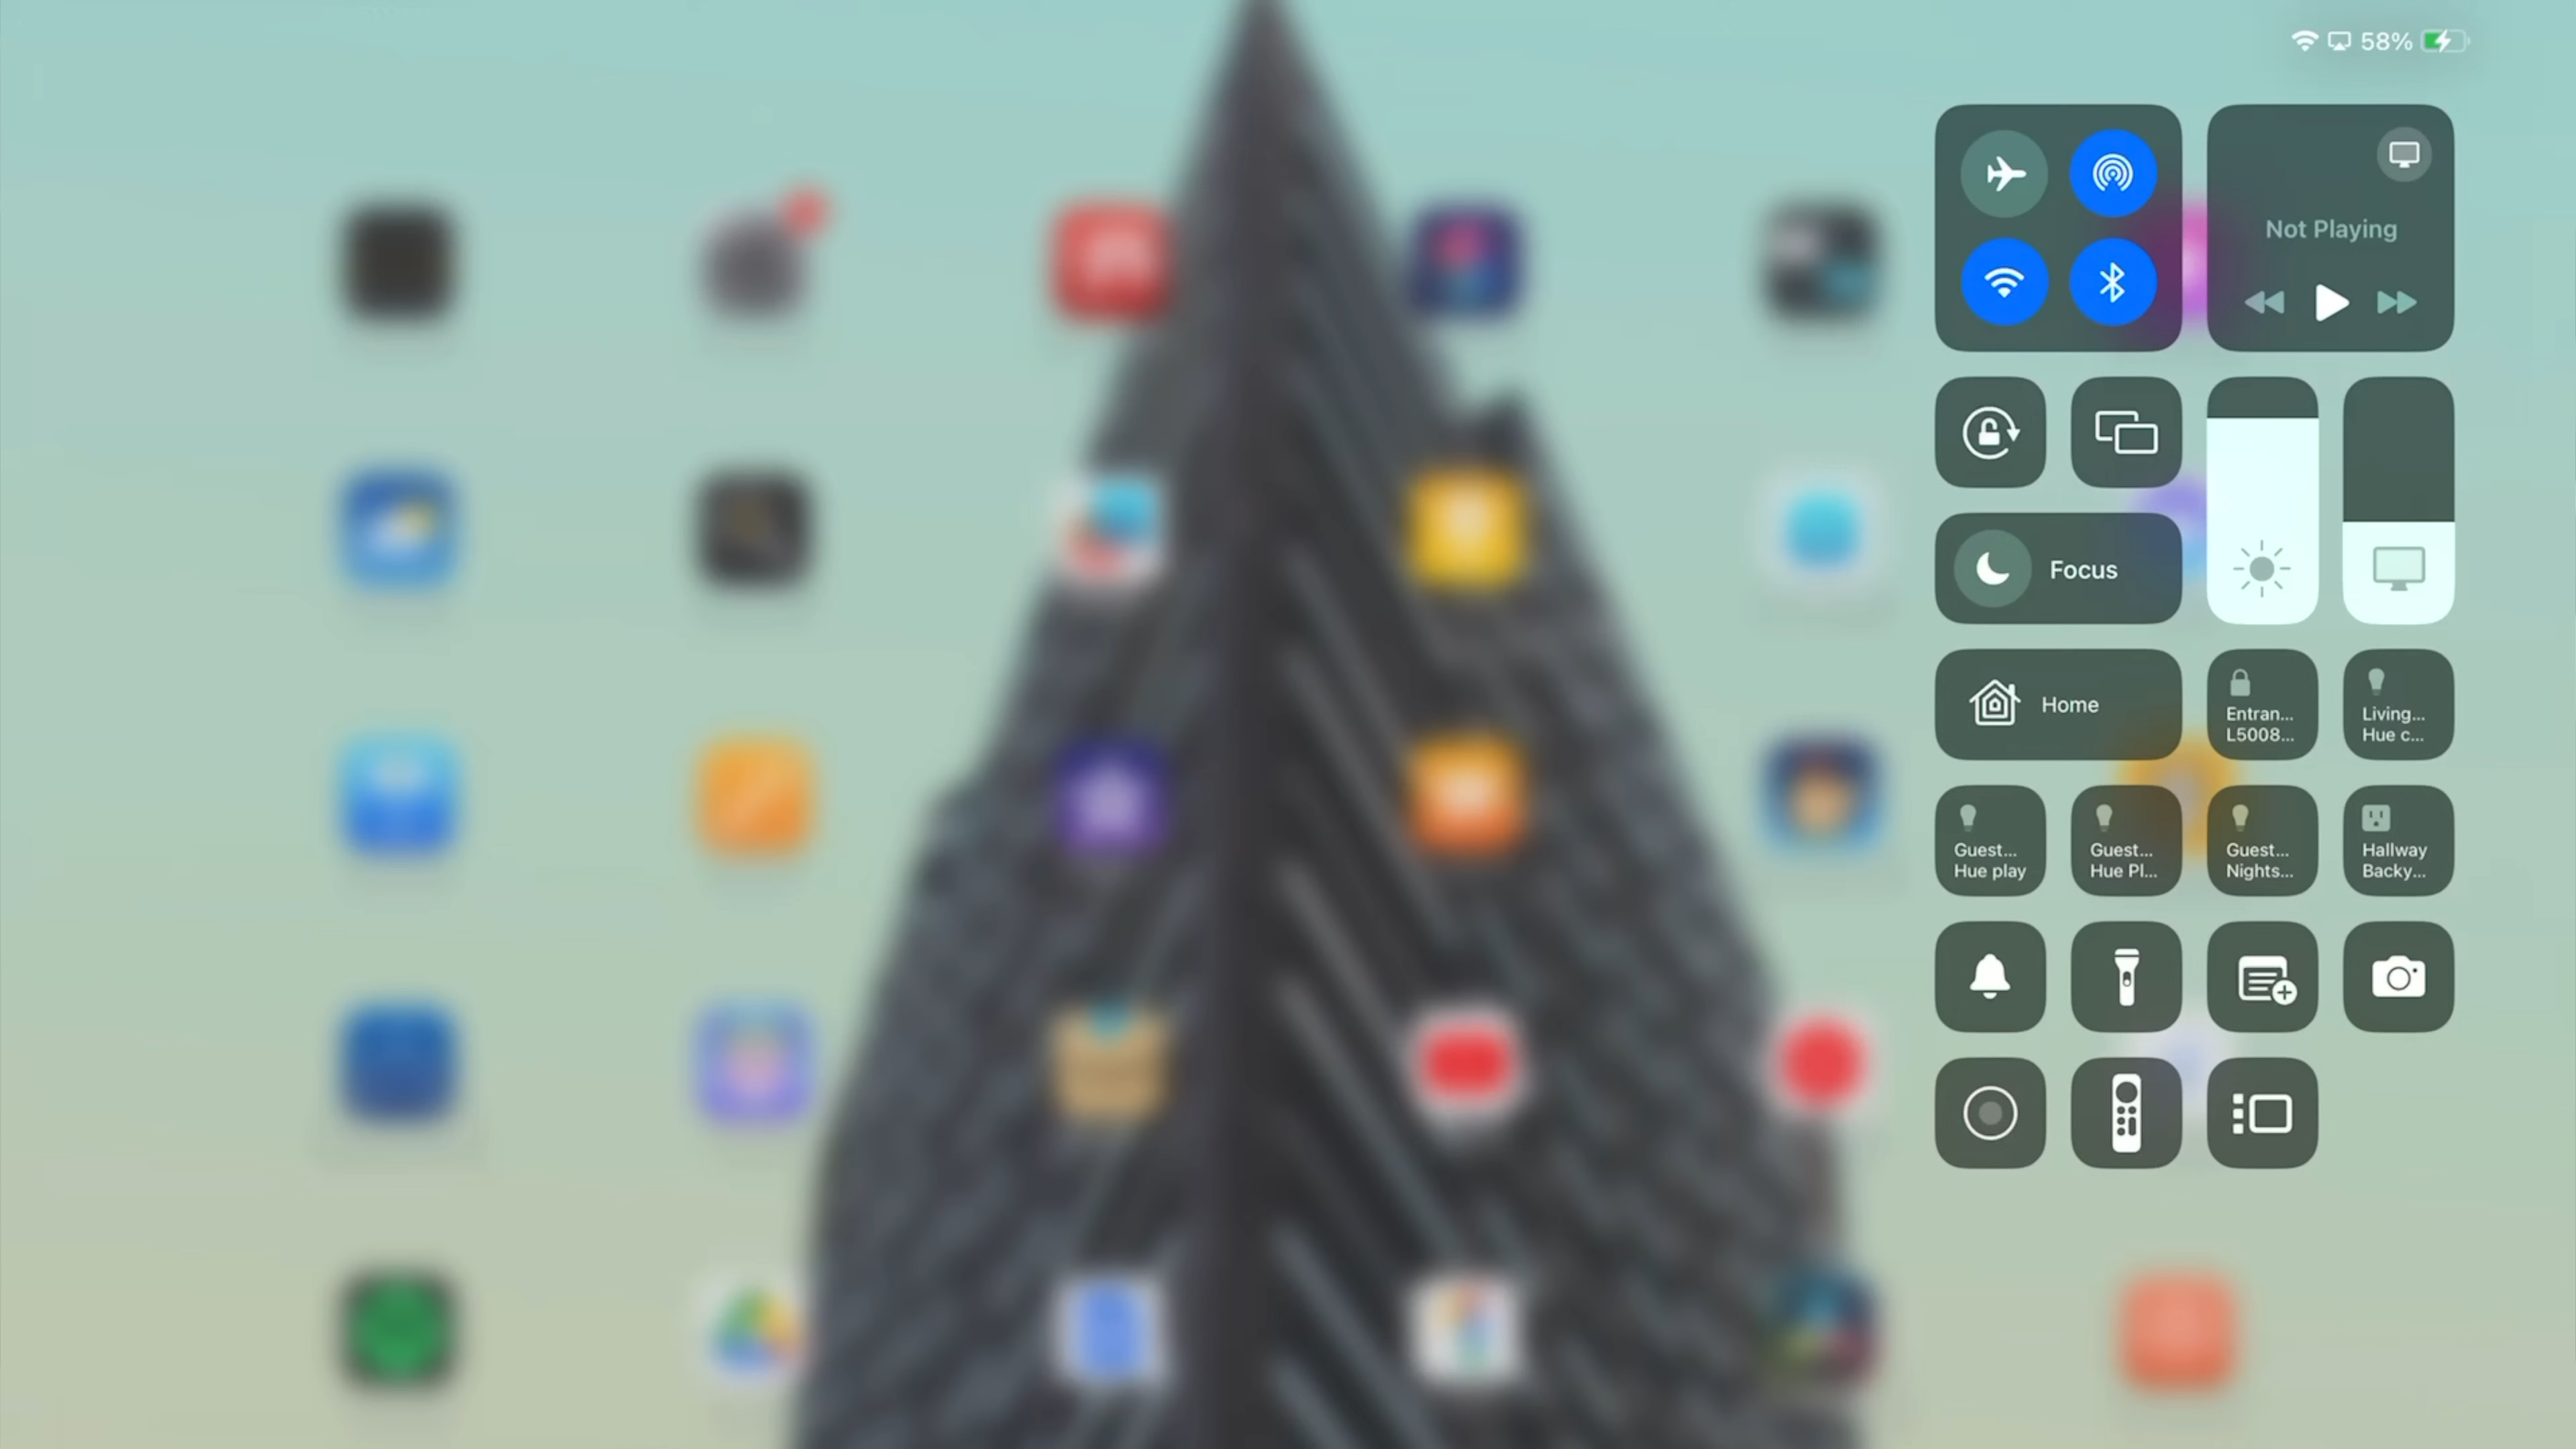 58%
Not Playing
Focus
Home
Entran...
L5008...
Living...
Hue c...
Guest...
Hue play
Guest...
Hue Pl...
Guest...
Nights...
Hallway
Backy...